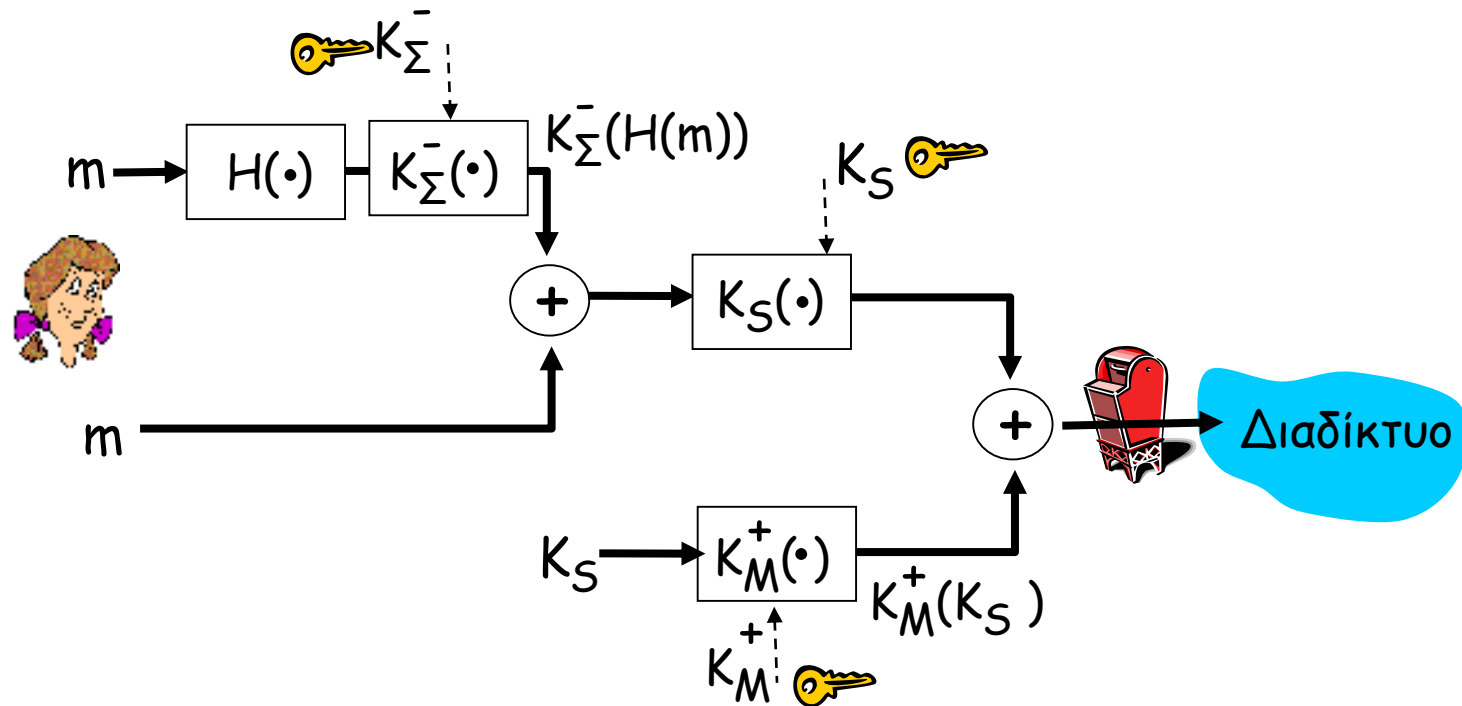 K_Σ^-
m
H(•)
K_Σ^-(•)
K_Σ^-(H(m))
K_S
+
K_S(•)
m
+
Διαδίκτυο
K_S
K_M^+(•)
K_M^+(K_S )
K_M^+